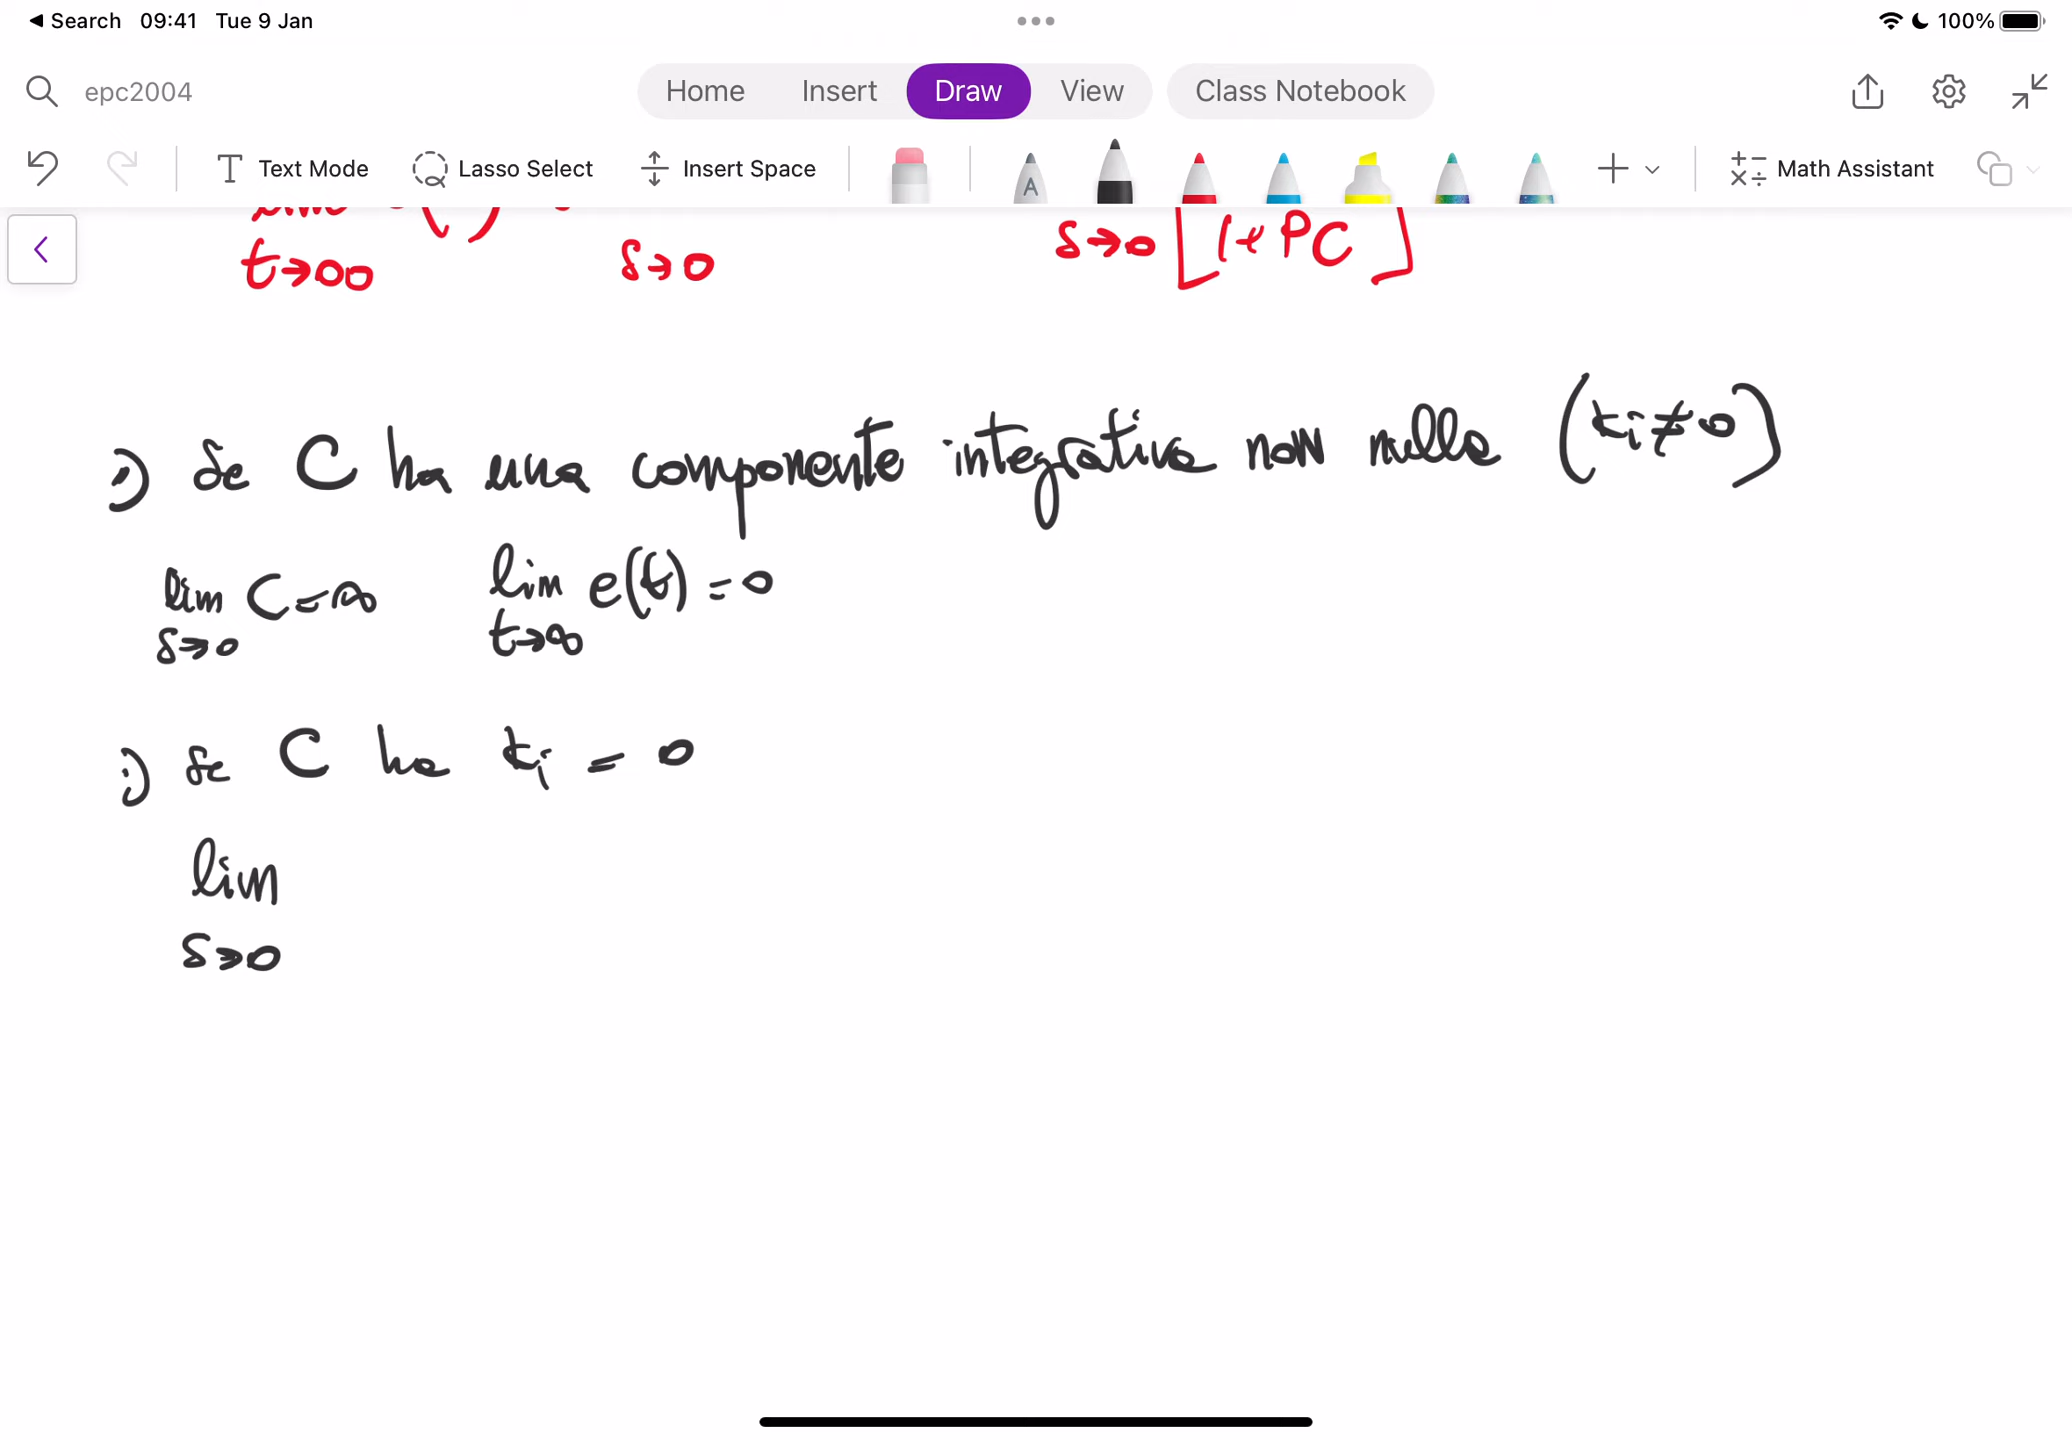 Search 09:41 Tue 9 Jan 100%
epc2004 Home Insert Draw View Class Notebook
Text Mode Lasso Select Insert Space A Math Assistant
t→∞ s→0 s→0 [1+PC]
i) Se C ha una componente integrativa non nulla (ki≠0)
lim C=∞ lim e(t)=0
s→0 t→∞
i) Se C ha ki = 0
lim
s→0